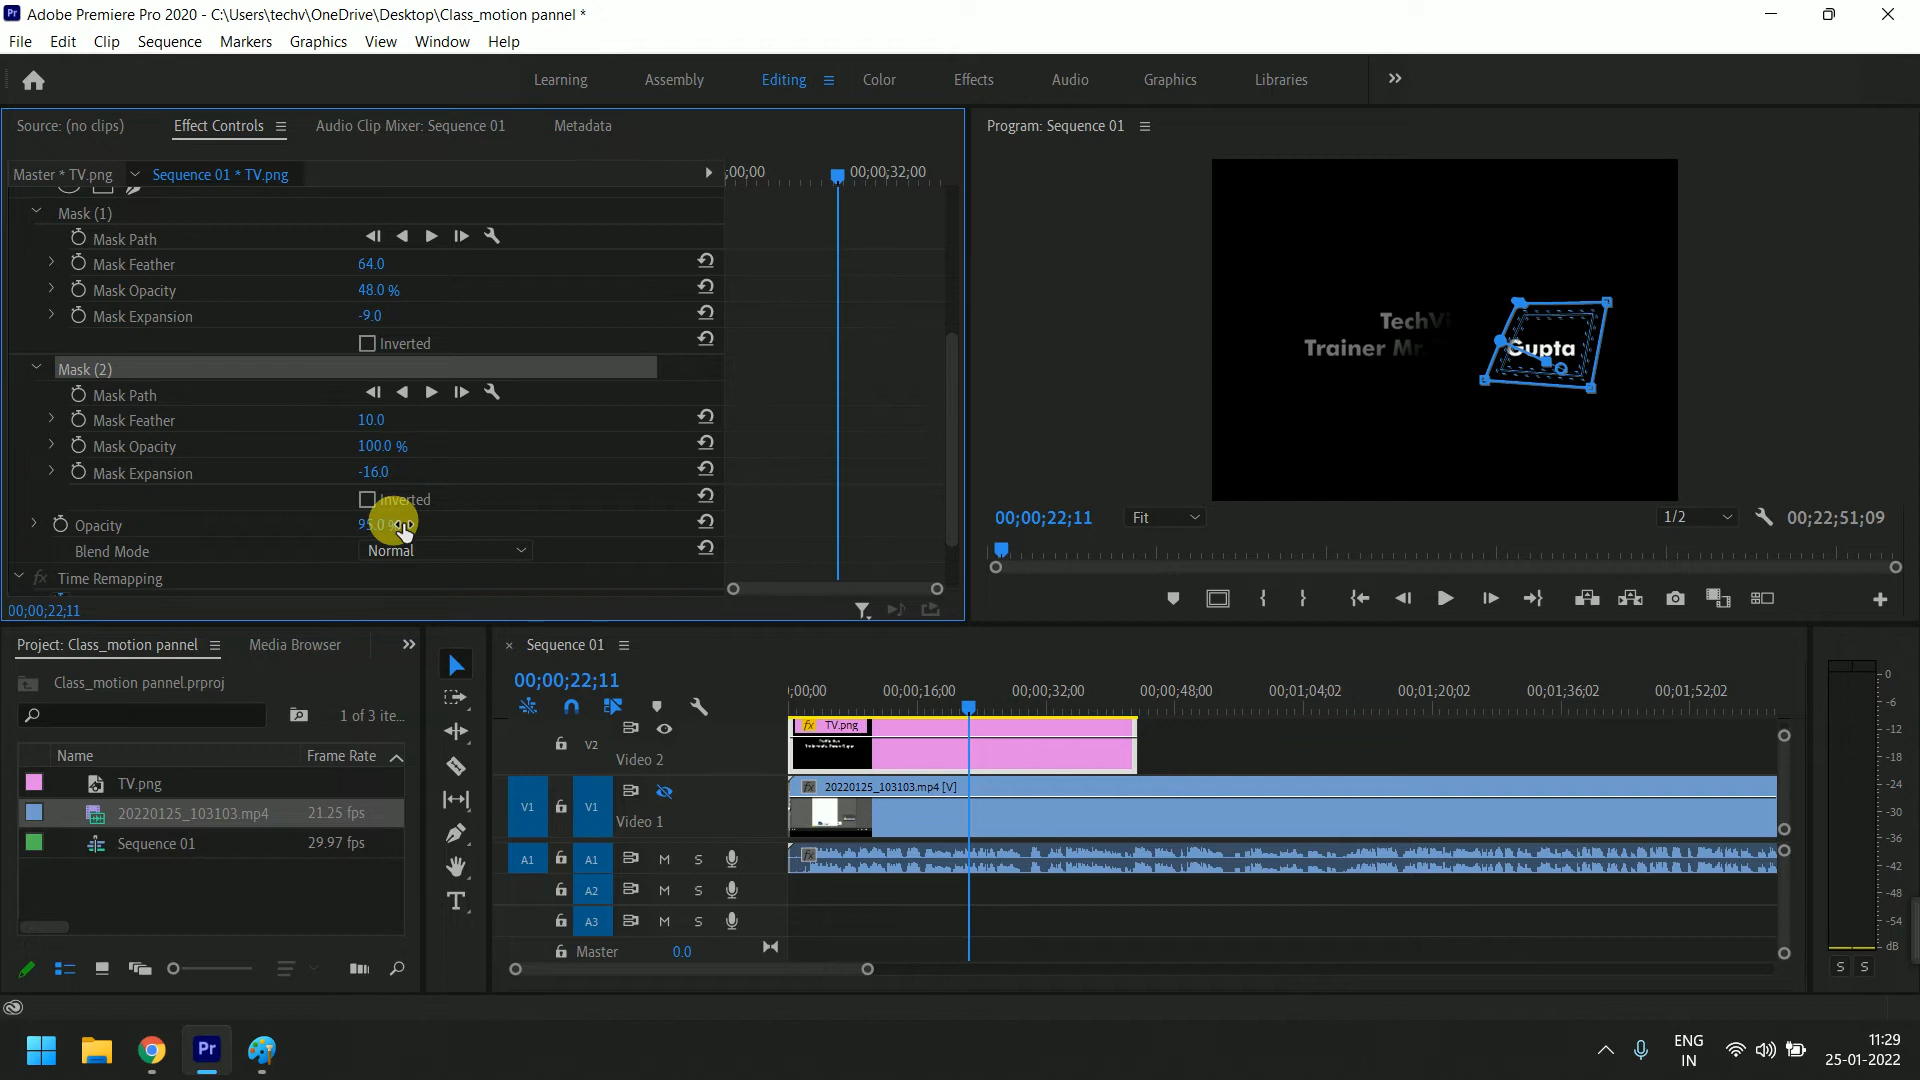 Adobe Premiere Pro 2020 - C:\Users\techv\OneDrive\Desktop\Class_motion pannel *
File Edit Clip Sequence Markers Graphics View Window Help
Learning Assembly Editing Color Effects Audio Graphics Libraries
Source: (no clips) Effect Controls Audio Clip Mixer: Sequence 01 Metadata
Master * TV.png Sequence 01 * TV.png ;00;00 00;00;32;00
Mask (1)
Mask Path
Mask Feather 64.0
Mask Opacity 48.0 %
Mask Expansion -9.0
Inverted
Mask (2)
Mask Path
Mask Feather 10.0
Mask Opacity 100.0 %
Mask Expansion -16.0
Inverted
Opacity 95.0 %
Blend Mode Normal
Time Remapping
00;00;22;11
Program: Sequence 01
TechVi
Trainer Mr. Gupta
00;00;22;11 Fit 1/2 00;22;51;09
Project: Class_motion pannel Media Browser
Class_motion pannel.prproj
1 of 3 ite...
Name Frame Rate
TV.png
20220125_103103.mp4 21.25 fps
Sequence 01 29.97 fps
Sequence 01
00;00;22;11
;00;00 00;00;16;00 00;00;32;00 00;00;48;00 00;01;04;02 00;01;20;02 00;01;36;02 00;01;52;02
V2 Video 2 fx TV.png
V1 V1 Video 1 fx 20220125_103103.mp4 [V]
A1 A1 M S fx
A2 M S
A3 M S
Master 0.0
0
-6
-12
-18
-24
-30
-36
-42
-48
-54
dB
S S
Pr
ENG
IN
11:29
25-01-2022